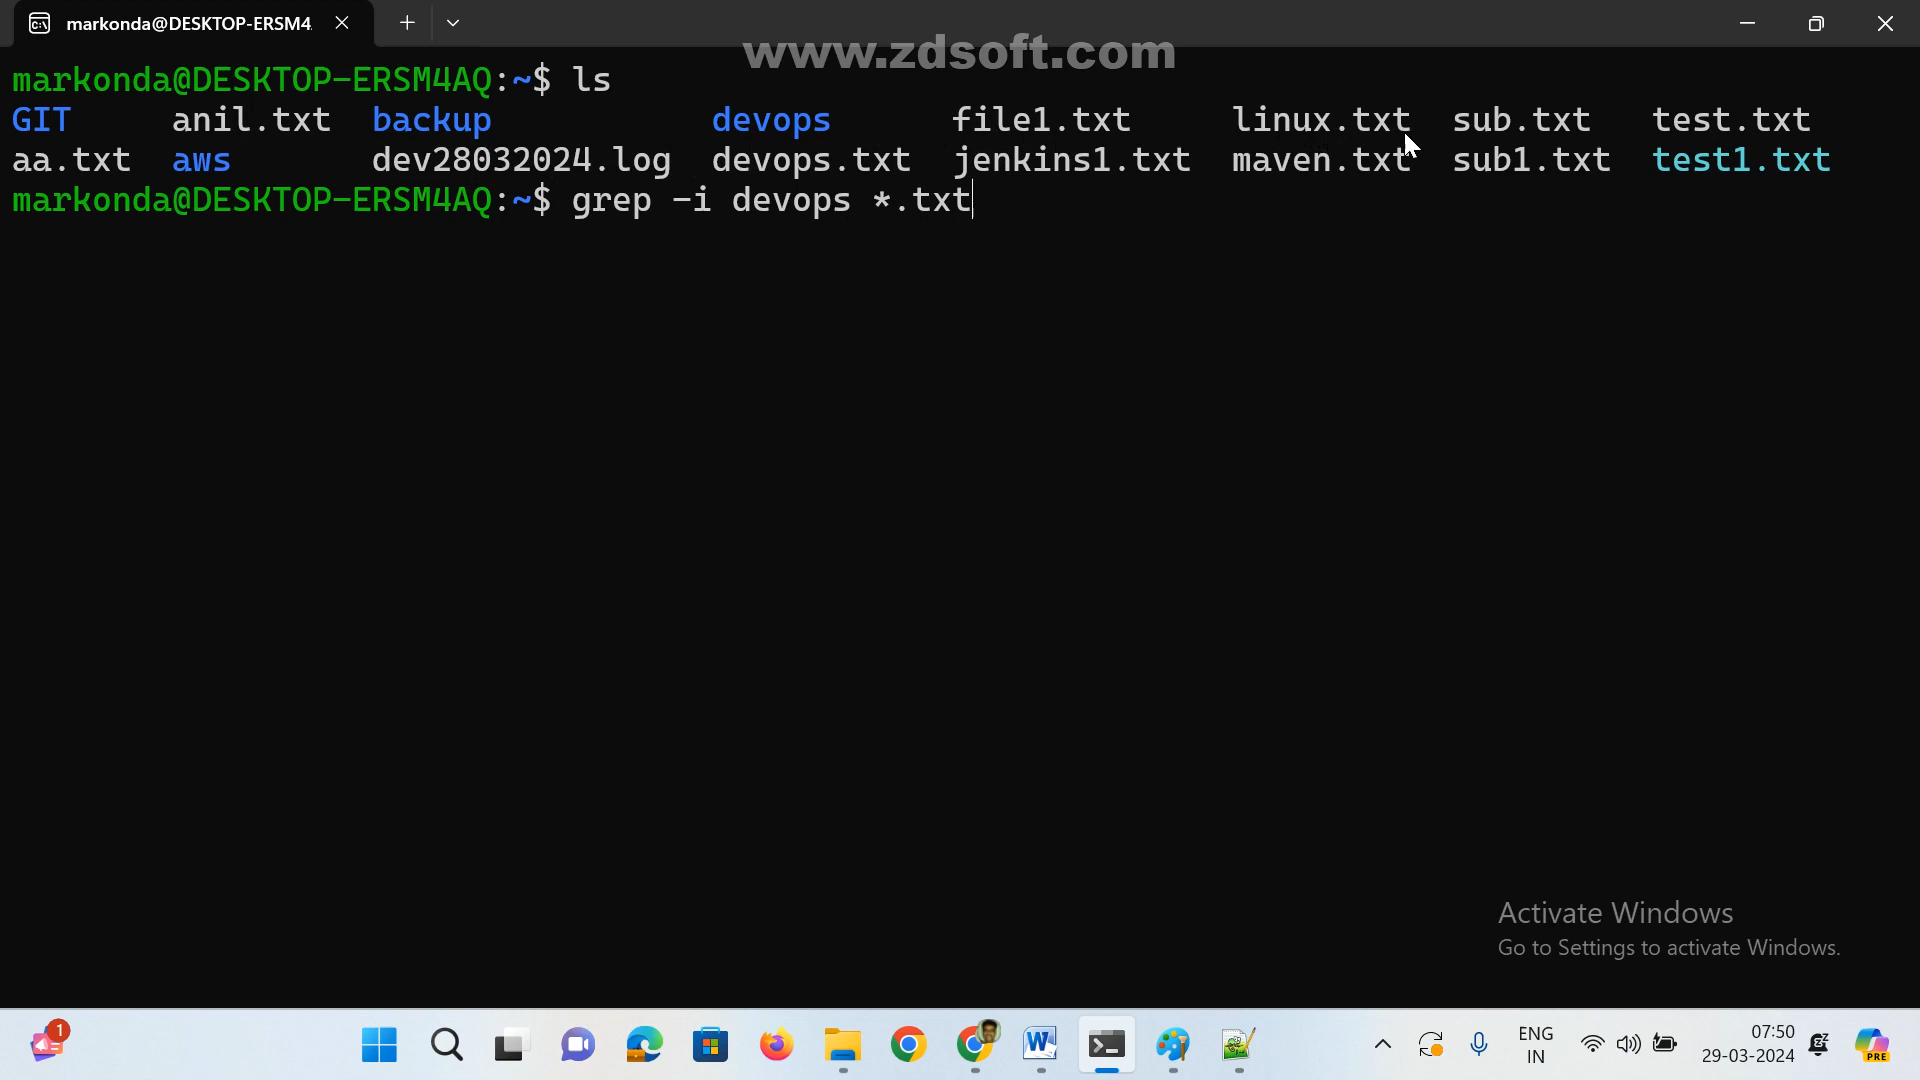 markonda@DESKTOP-ERSM4
www.zdsoft.com
markonda@DESKTOP-ERSM4AQ:~$ ls
GIT anil.txt backup devops file1.txt linux.txt sub.txt test.txt
aa.txt aws dev28032024.log devops.txt jenkins1.txt maven.txt sub1.txt test1.txt
markonda@DESKTOP-ERSM4AQ:~$ grep -i devops *.txt
Activate Windows
Go to Settings to activate Windows.
1
ENG
IN
07:50
29-03-2024
PRE